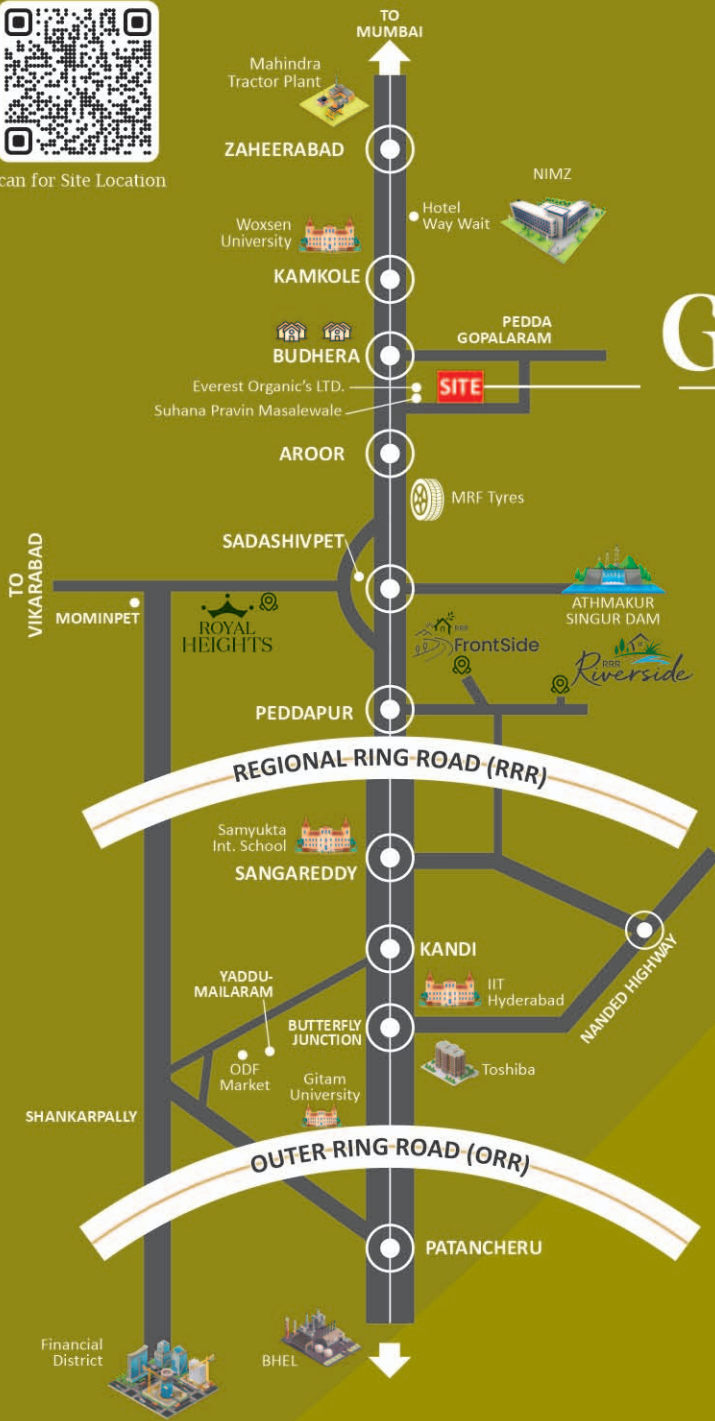 TO
MUMBAI
Mahindra
Tractor Plant
ZAHEERABAD
can for Site Location
NIMZ
Hotel
Way Wait
Woxsen
University
KAMKOLE
G
PEDDA
GOPALARAM
BUDHERA
Everest Organic's LTD.
SITE
Suhana Pravin Masalewale
AROOR
MRF Tyres
SADASHIVPET
TO
VIKARABAD
MOMINPET
ROYAL
HEIGHTS
ATHMAKUR
SINGUR DAM
RRR
FrontSide
RRR
Riverside
PEDDAPUR
REGIONAL RING ROAD (RRR)
Samyukta
Int. School
SANGAREDDY
KANDI
NANDED HIGHWAY
YADDU-
MAILARAM
IIT
Hyderabad
BUTTERFLY
JUNCTION
ODF
Market
Toshiba
Gitam
University
SHANKARPALLY
OUTER RING ROAD (ORR)
PATANCHERU
Financial
District
BHEL